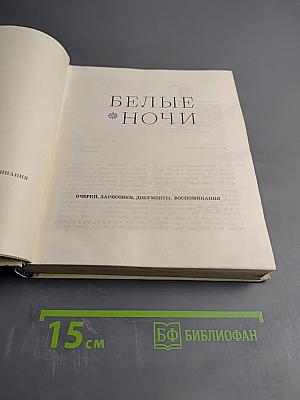 БЕЛЫЕ
НОЧИ
ОЧЕРКИ, ЗАРИСОВКИ, ДОКУМЕНТЫ, ВОСПОМИНАНИЯ
15 см
БФ БИБЛИОФАН